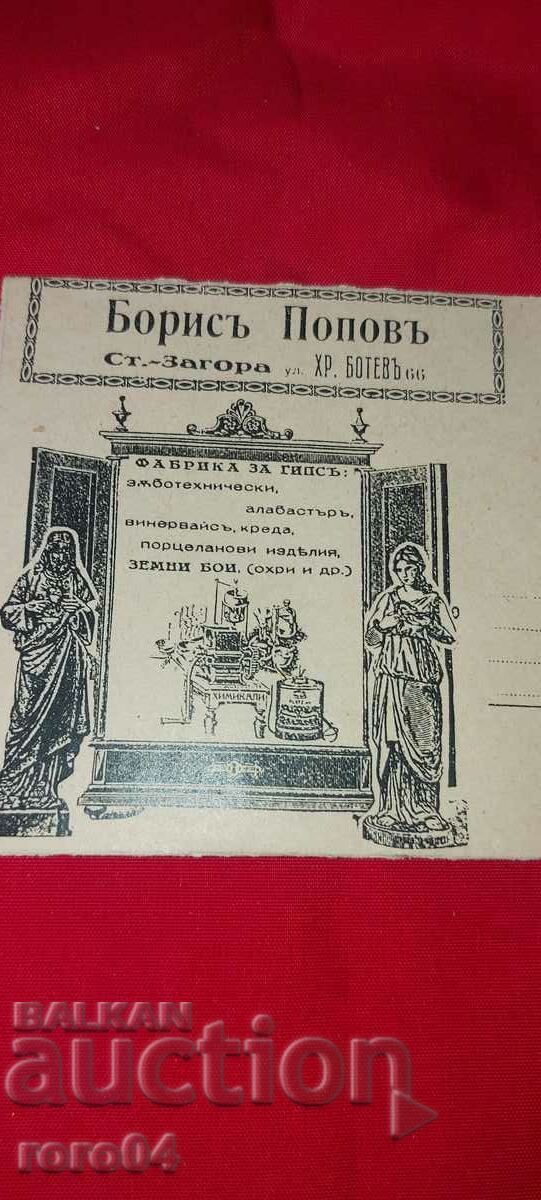 Борисъ Поповъ
Ст.-Загора ул. ХР. БОТЕВЪ 66
ФАБРИКА ЗА ГИПСЪ:
зѫботехнически,
алабастъръ,
винервайсъ, креда,
порцеланови издѣлия,
ЗЕМНИ БОИ, (охри и др.)
ХИМИКАЛИ
BALKAN
auction
roro04